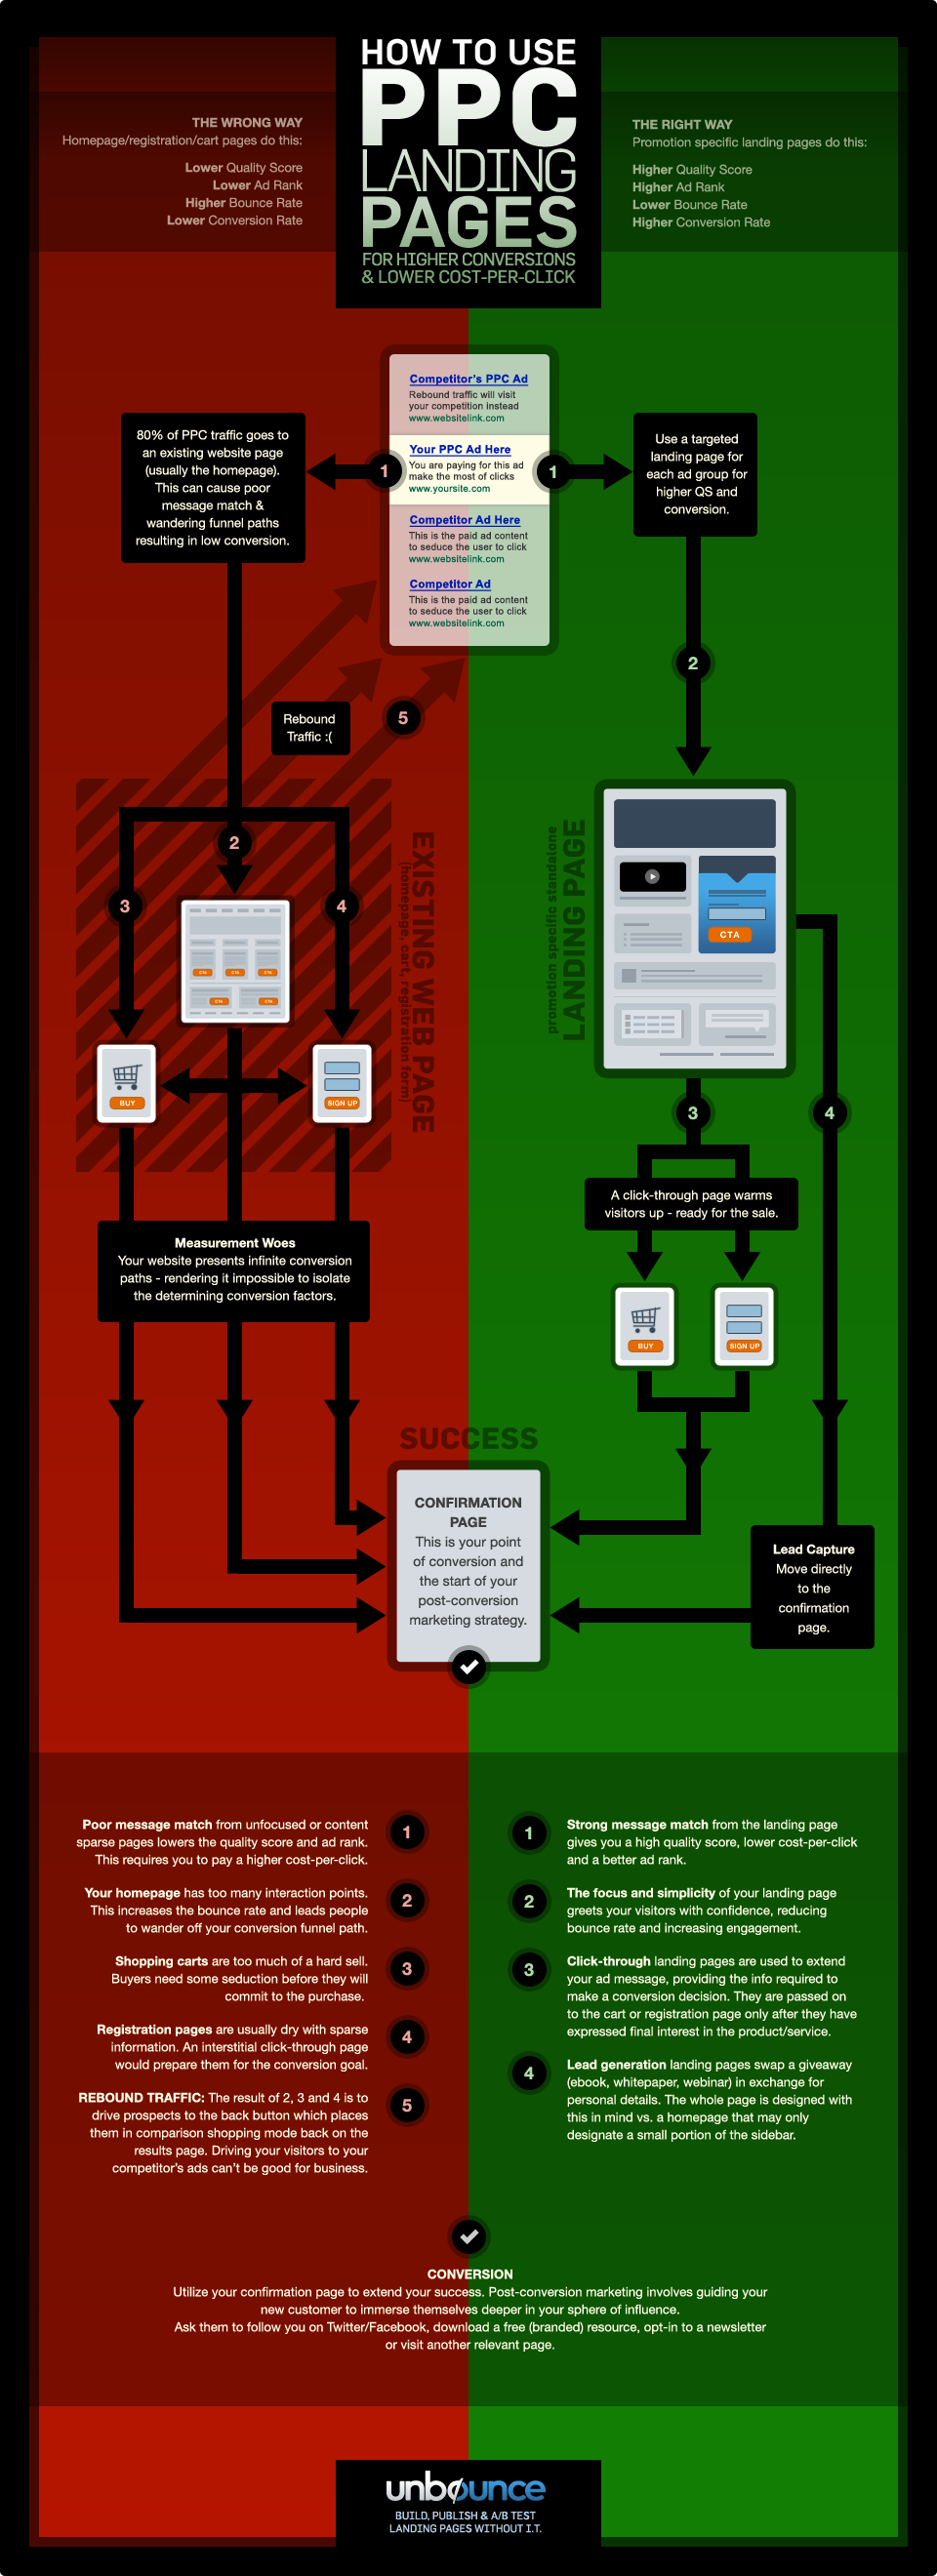 HOW TO USE
PPC
LANDING
PAGES
FOR HIGHER CONVERSIONS
& LOWER COST-PER-CLICK
THE WRONG WAY
Homepage/registration/cart pages do this:
Lower Quality Score
Lower Ad Rank
Higher Bounce Rate
Lower Conversion Rate
THE RIGHT WAY
Promotion specific landing pages do this:
Higher Quality Score
Higher Ad Rank
Lower Bounce Rate
Higher Conversion Rate
Competitor's PPC Ad
Rebound traffic will visit
your competition instead
www.websitelink.com
Your PPC Ad Here
You are paying for this ad
make the most of clicks
www.yoursite.com
Competitor Ad Here
This is the paid ad content
to seduce the user to click
www.websitelink.com
Competitor Ad
This is the paid ad content
to seduce the user to click
www.websitelink.com
1
1
80% of PPC traffic goes to
an existing website page
(usually the homepage).
This can cause poor
message match &
wandering funnel paths
resulting in low conversion.
Use a targeted
landing page for
each ad group for
higher QS and
conversion.
2
Rebound
Traffic :(
5
2
3
4
EXISTING WEB PAGE
(homepage, cart, registration form)
CTA
CTA
CTA
CTA
CTA
BUY
SIGN UP
promotion specific standalone
LANDING PAGE
CTA
3
4
A click-through page warms
visitors up - ready for the sale.
BUY
SIGN UP
Measurement Woes
Your website presents infinite conversion
paths - rendering it impossible to isolate
the determining conversion factors.
SUCCESS
CONFIRMATION
PAGE
This is your point
of conversion and
the start of your
post-conversion
marketing strategy.
Lead Capture
Move directly
to the
confirmation
page.
Poor message match from unfocused or content
sparse pages lowers the quality score and ad rank.
This requires you to pay a higher cost-per-click.
1
Your homepage has too many interaction points.
This increases the bounce rate and leads people
to wander off your conversion funnel path.
2
Shopping carts are too much of a hard sell.
Buyers need some seduction before they will
commit to the purchase.
3
Registration pages are usually dry with sparse
information. An interstitial click-through page
would prepare them for the conversion goal.
4
REBOUND TRAFFIC: The result of 2, 3 and 4 is to
drive prospects to the back button which places
them in comparison shopping mode back on the
results page. Driving your visitors to your
competitor's ads can't be good for business.
5
1
Strong message match from the landing page
gives you a high quality score, lower cost-per-click
and a better ad rank.
2
The focus and simplicity of your landing page
greets your visitors with confidence, reducing
bounce rate and increasing engagement.
3
Click-through landing pages are used to extend
your ad message, providing the info required to
make a conversion decision. They are passed on
to the cart or registration page only after they have
expressed final interest in the product/service.
4
Lead generation landing pages swap a giveaway
(ebook, whitepaper, webinar) in exchange for
personal details. The whole page is designed with
this in mind vs. a homepage that may only
designate a small portion of the sidebar.
CONVERSION
Utilize your confirmation page to extend your success. Post-conversion marketing involves guiding your
new customer to immerse themselves deeper in your sphere of influence.
Ask them to follow you on Twitter/Facebook, download a free (branded) resource, opt-in to a newsletter
or visit another relevant page.
unbounce
BUILD, PUBLISH & A/B TEST
LANDING PAGES WITHOUT I.T.